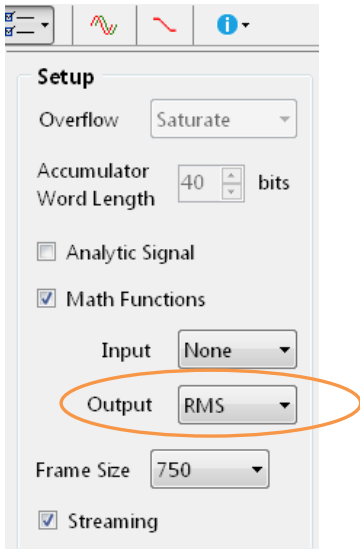 Setup
Overflow Saturate
Accumulator
Word Length 40 bits
Analytic Signal
Math Functions
Input None
Output RMS
Frame Size 750
Streaming